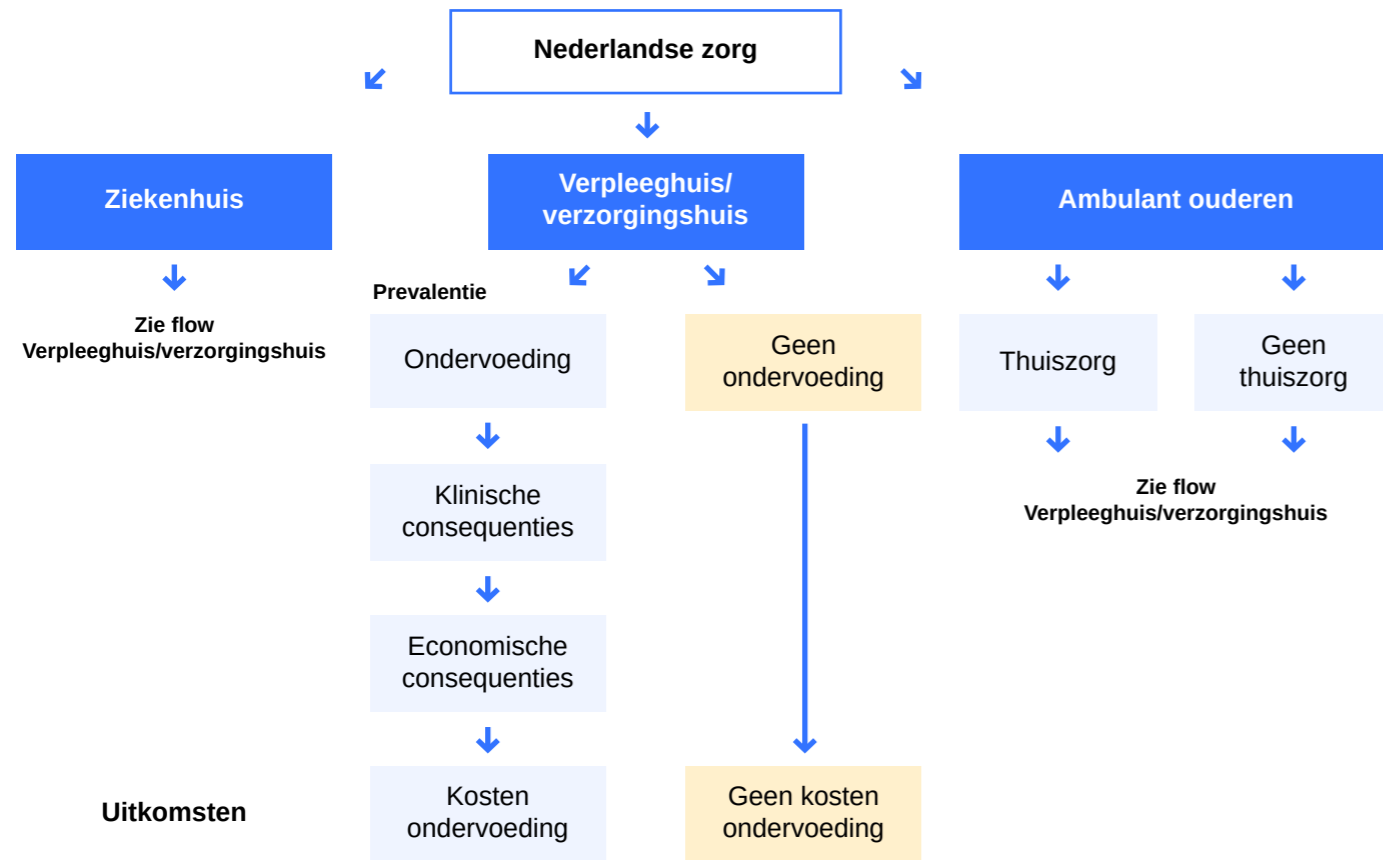 Nederlandse zorg
Ziekenhuis
Verpleeghuis/
verzorgingshuis
Ambulant ouderen
Zie flow
Verpleeghuis/verzorgingshuis
Prevalentie
Ondervoeding
Geen
ondervoeding
Thuiszorg
Geen
thuiszorg
Klinische
consequenties
Zie flow
Verpleeghuis/verzorgingshuis
Economische
consequenties
Uitkomsten
Kosten
ondervoeding
Geen kosten
ondervoeding